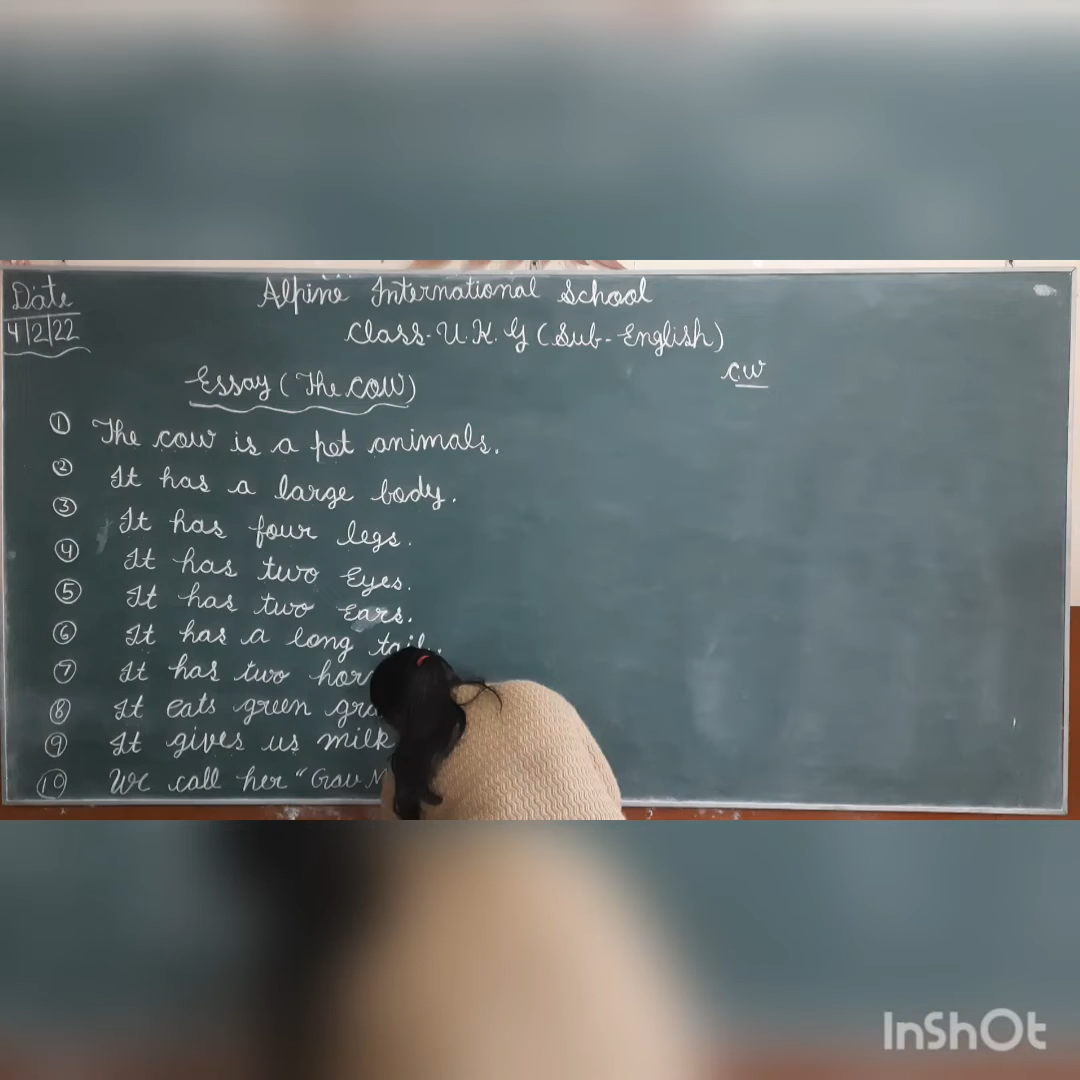 Date
4/2/22
Alpine International School
Class-U.K.G (Sub-English)
C.W
Essay (The COW)
① The cow is a pet animals.
② It has a large body.
③ It has four legs.
④ It has two Eyes.
⑤ It has two Ears.
⑥ It has a long tail.
⑦ It has two hor
⑧ It eats green gra
⑨ It gives us milk
⑩ We call her "Gau M
InShOt